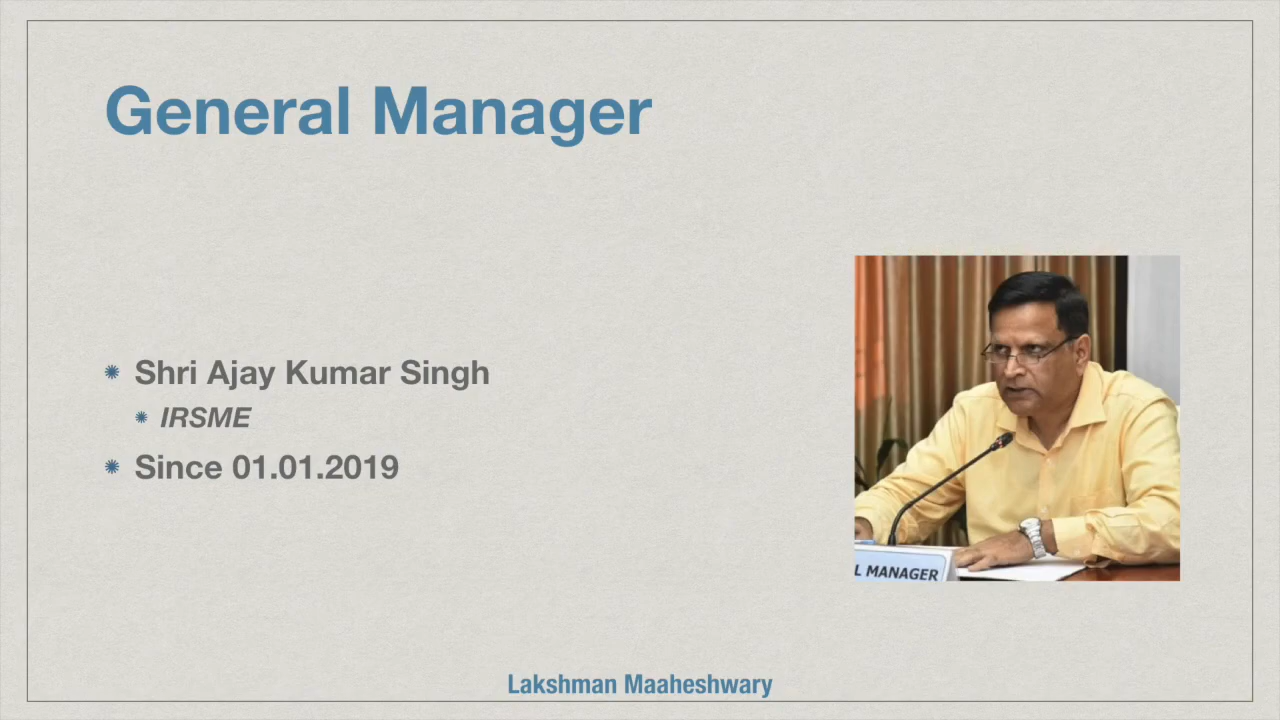 General Manager
Shri Ajay Kumar Singh
IRSME
Since 01.01.2019
L MANAGER
Lakshman Maaheshwary